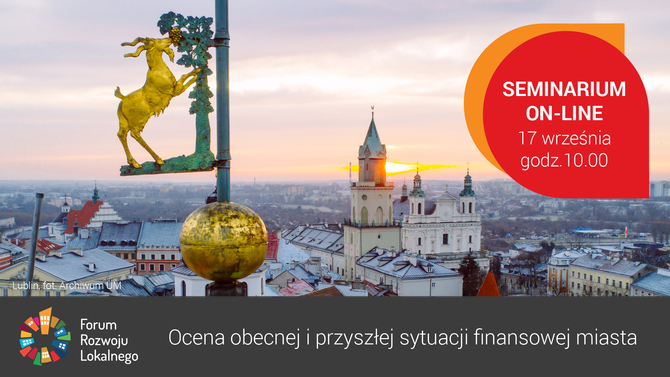 SEMINARIUM
ON-LINE
17 września
godz.10.00
Lublin, fot. Archiwum UM
Forum
Rozwoju
Lokalnego
Ocena obecnej i przyszłej sytuacji finansowej miasta